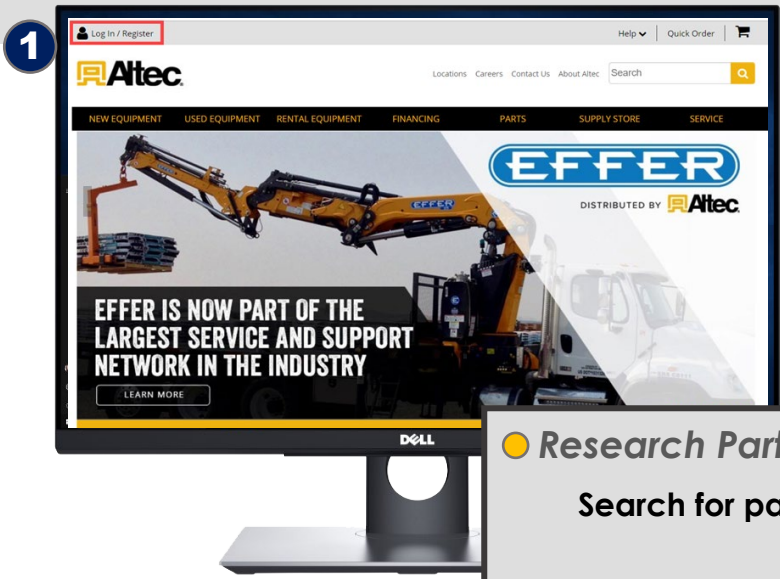 1
Log In / Register
Help
Quick Order
Altec
Locations Careers Contact Us About Altec Search
NEW EQUIPMENT USED EQUIPMENT RENTAL EQUIPMENT FINANCING PARTS SUPPLY STORE SERVICE
EFFER
DISTRIBUTED BY Altec
EFFER
EFFER IS NOW PART OF THE
LARGEST SERVICE AND SUPPORT
NETWORK IN THE INDUSTRY
LEARN MORE
DELL
Research
Search for